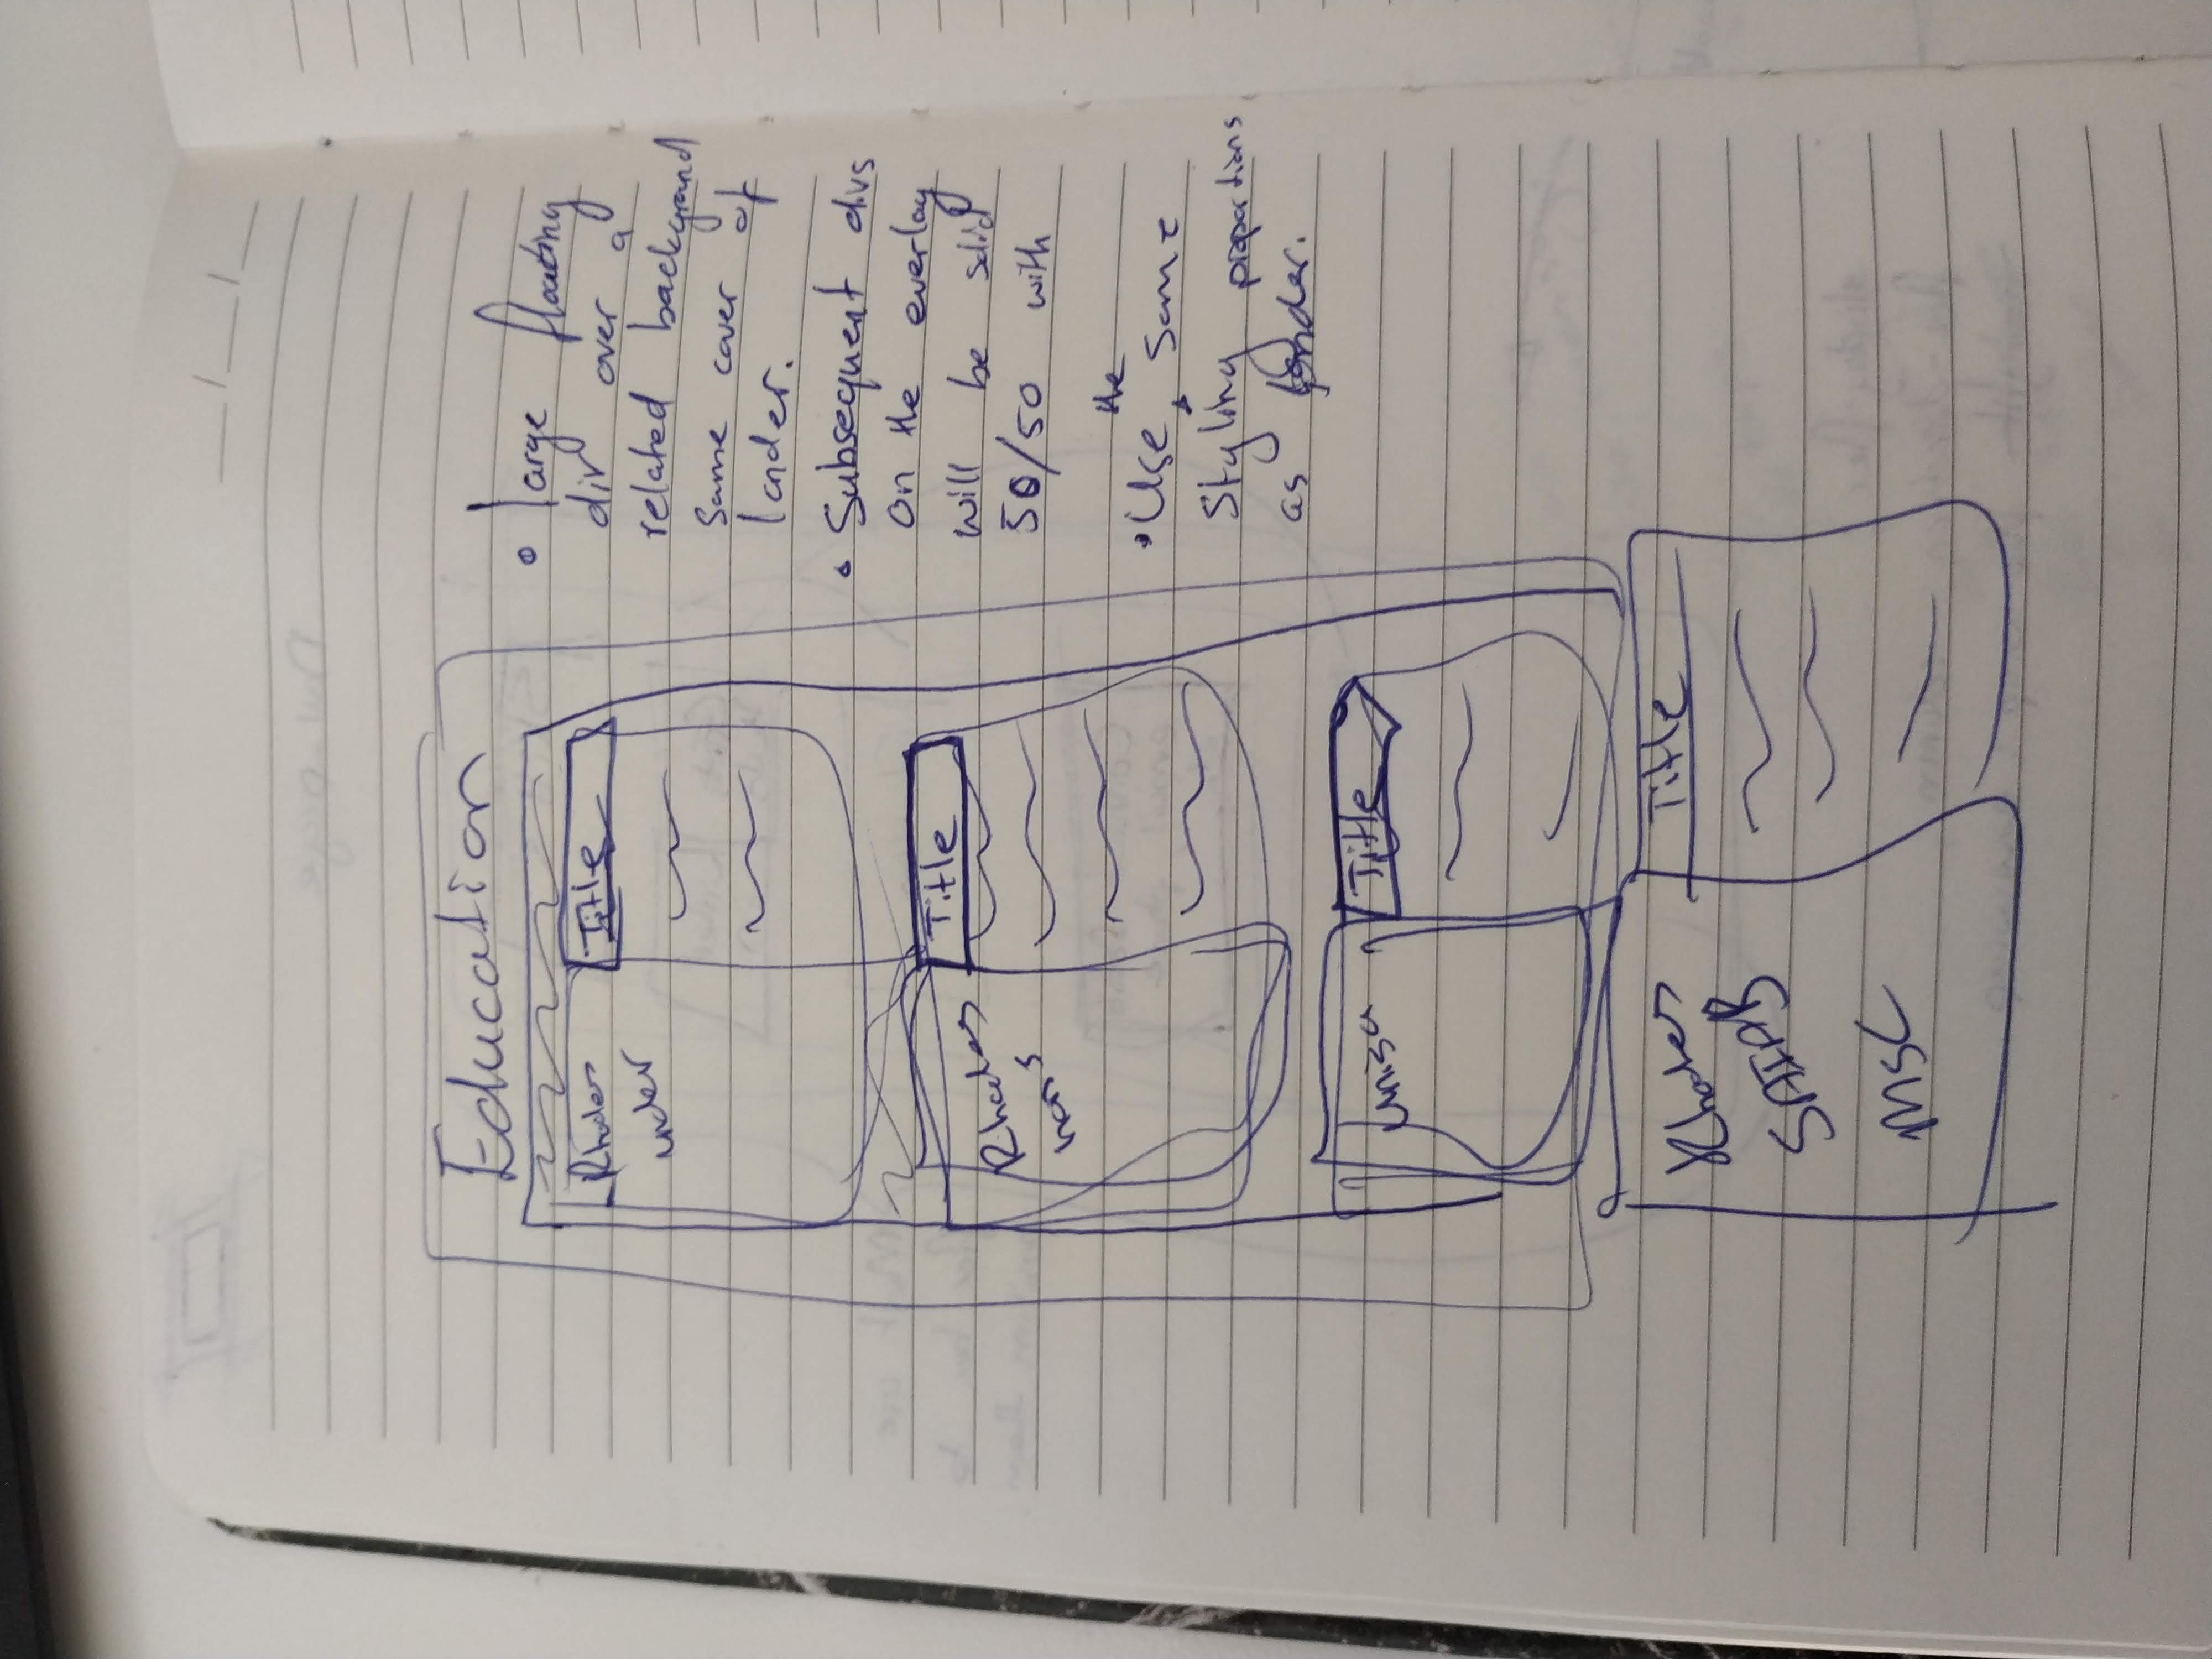 Education
Rhodes
under
Title
Rhodes
hons
Title
Unisa
Title
Rhodes
SAIAB
MSC
Title
• large floating
div over a
related background
same cover of
lander.
• Subsequent divs
on the overlay
will be solid
50/50 with
• Use the same
Styling proportions
as lander.